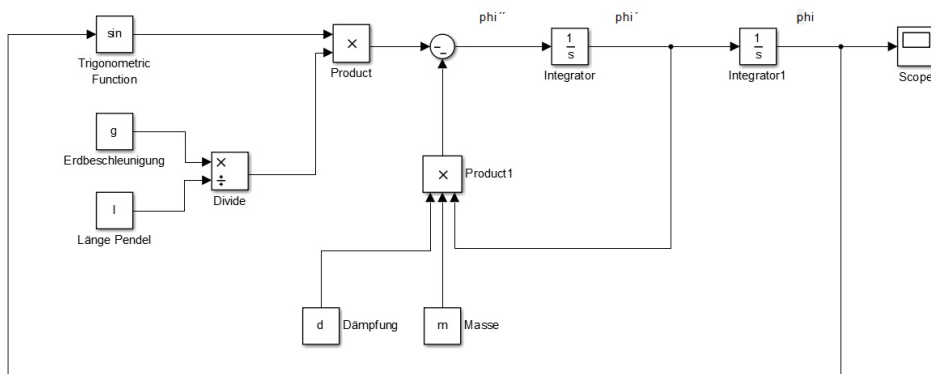 phi´´
phi´
phi
sin
Trigonometric
Function
×
Product
1
s
Integrator
1
s
Integrator1
Scope
g
Erdbeschleunigung
×
÷
Divide
l
Länge Pendel
×
Product1
d
Dämpfung
m
Masse